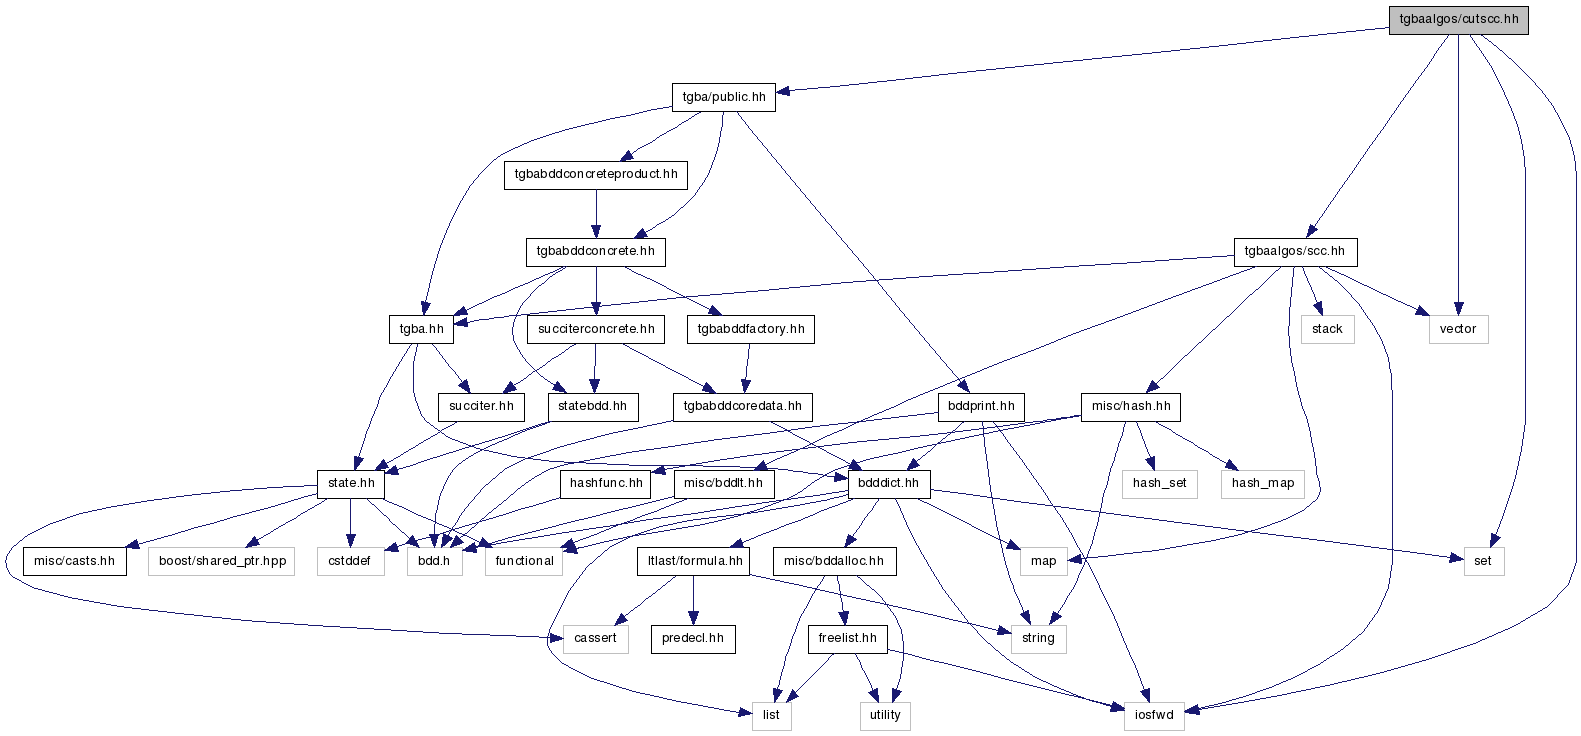 tgbaalgos/cutscc.hh
tgba/public.hh
tgbabddconcreteproduct.hh
tgbabddconcrete.hh
tgbaalgos/scc.hh
tgba.hh
succiterconcrete.hh
tgbabddfactory.hh
stack
vector
succiter.hh
statebdd.hh
tgbabddcoredata.hh
bddprint.hh
misc/hash.hh
state.hh
hashfunc.hh
misc/bddlt.hh
bdddict.hh
hash_set
hash_map
misc/casts.hh
boost/shared_ptr.hpp
cstddef
bdd.h
functional
ltlast/formula.hh
misc/bddalloc.hh
map
set
cassert
predecl.hh
freelist.hh
string
list
utility
iosfwd